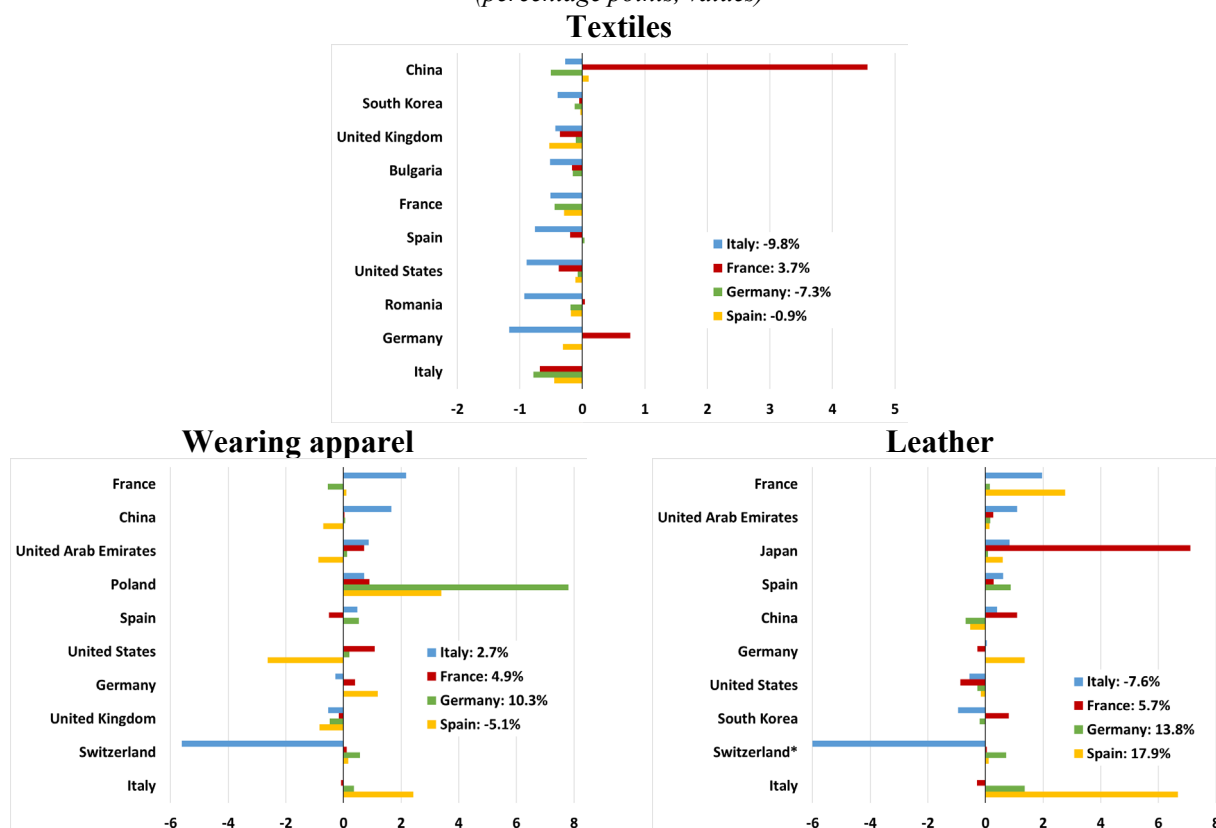 (percentage points; values)
Textiles
China
South Korea
United Kingdom
Bulgaria
France
Spain
United States
Romania
Germany
Italy
Italy: -9.8%
France: 3.7%
Germany: -7.3%
Spain: -0.9%
-2 -1 0 1 2 3 4 5
Wearing apparel
France
China
United Arab Emirates
Poland
Spain
United States
Germany
United Kingdom
Switzerland
Italy
Italy: 2.7%
France: 4.9%
Germany: 10.3%
Spain: -5.1%
-6 -4 -2 0 2 4 6 8
Leather
France
United Arab Emirates
Japan
Spain
China
Germany
United States
South Korea
Switzerland*
Italy
Italy: -7.6%
France: 5.7%
Germany: 13.8%
Spain: 17.9%
-6 -4 -2 0 2 4 6 8